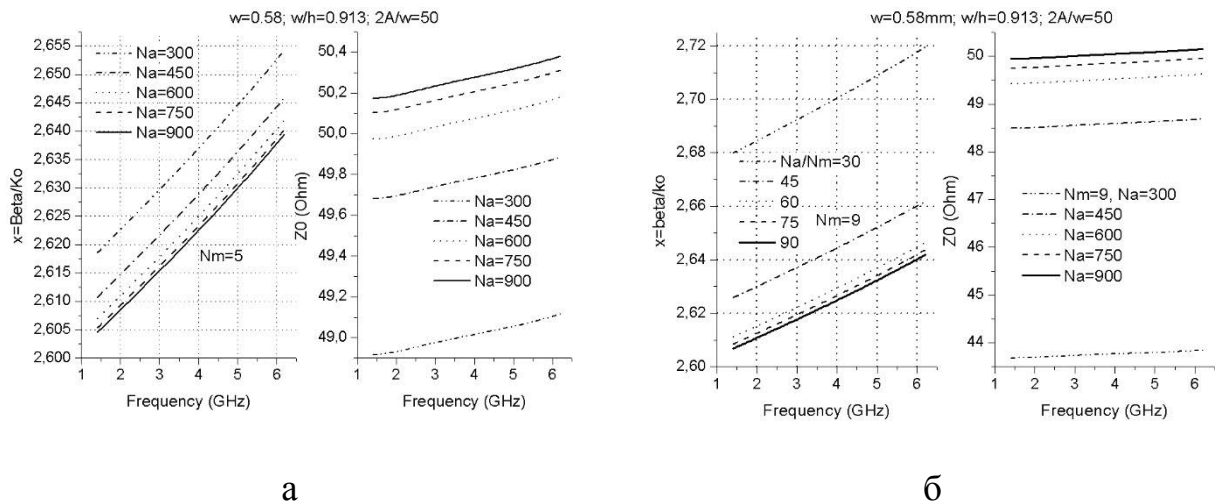 w=0.58; w/h=0.913; 2A/w=50
2,655
2,650
2,645
2,640
2,635
2,630
2,625
2,620
2,615
2,610
2,605
2,600
x=Beta/Ko
Na=300
Na=450
Na=600
Na=750
Na=900
Nm=5
1 2 3 4 5 6
Frequency (GHz)
50.4
50.2
50.0
49.8
49.6
49.4
49.2
49.0
Z0 (Ohm)
Na=300
Na=450
Na=600
Na=750
Na=900
1 2 3 4 5 6
Frequency (GHz)
а
w=0.58mm; w/h=0.913; 2A/w=50
2,72
2,70
2,68
2,66
2,64
2,62
2,60
x=beta/ko
Na/Nm=30
45
60
75
90
Nm=9
1 2 3 4 5 6
Frequency (GHz)
50
49
48
47
46
45
44
Z0 (Ohm)
Nm=9, Na=300
Na=450
Na=600
Na=750
Na=900
1 2 3 4 5 6
Frequency (GHz)
б